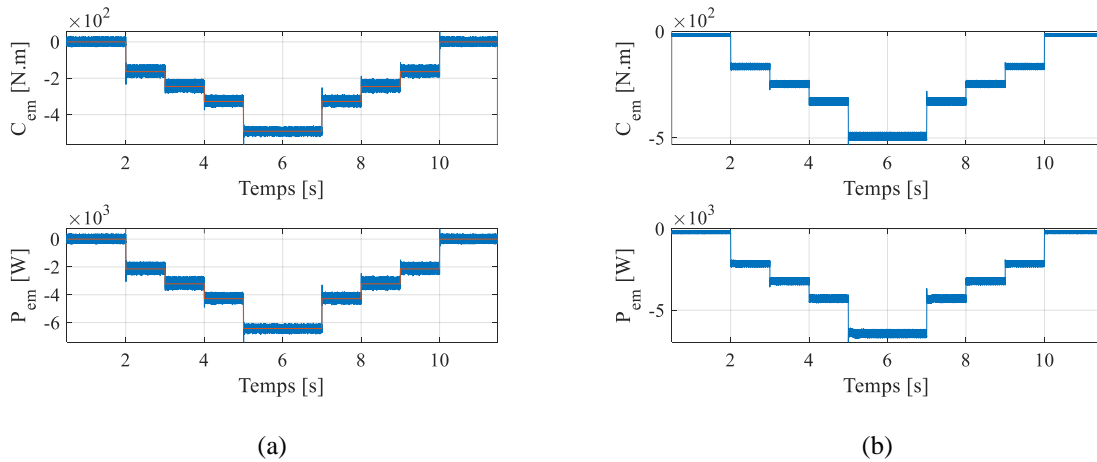 ×10²
C_em [N.m]
0
-2
-4
2 4 6 8 10
Temps [s]
×10³
P_em [W]
0
-2
-4
-6
2 4 6 8 10
Temps [s]
(a)
×10²
C_em [N.m]
0
-5
2 4 6 8 10
Temps [s]
×10³
P_em [W]
0
-5
2 4 6 8 10
Temps [s]
(b)